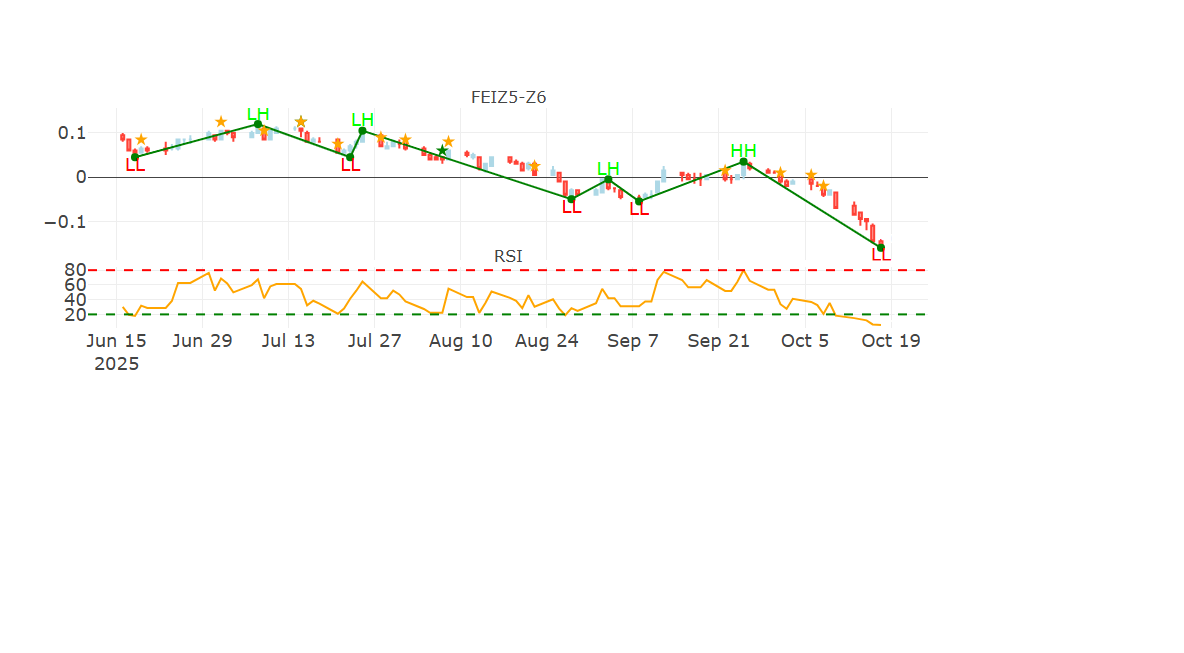 FEIZ5-Z6
LH
LH
0.1
LL
LL
0
LH
HH
LL
LL
−0.1
LL
RSI
80
60
40
20
Jun 15 Jun 29 Jul 13 Jul 27 Aug 10 Aug 24 Sep 7 Sep 21 Oct 5 Oct 19
2025